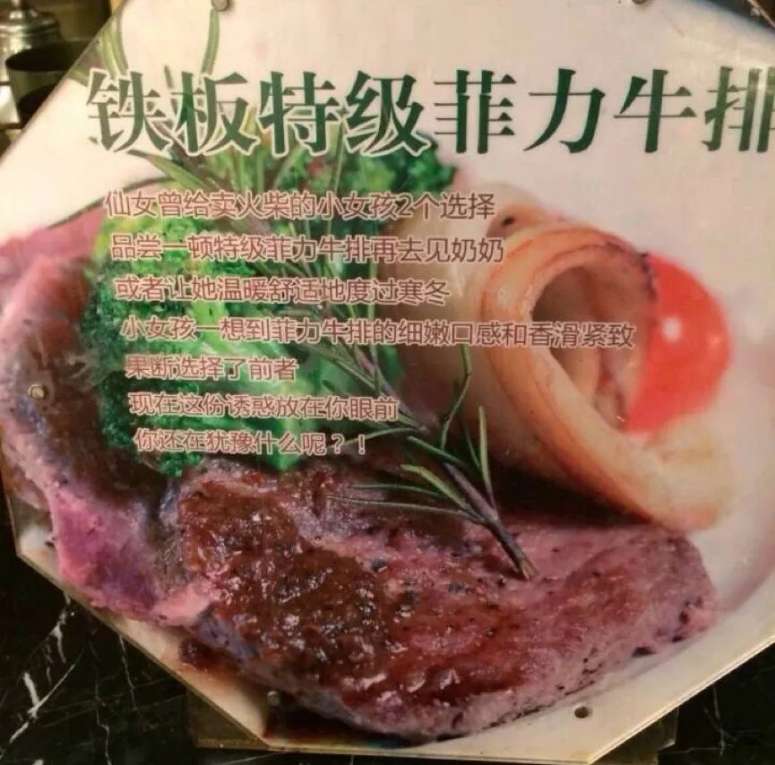 铁板特级菲力牛排
仙女曾给卖火柴的小女孩2个选择
品尝一顿特级菲力牛排再去见奶奶
或者让她温暖舒适地度过寒冬
小女孩一想到菲力牛排的细嫩口感和香滑紧致
果断选择了前者
现在这份诱惑放在你眼前
你还在犹豫什么呢？！